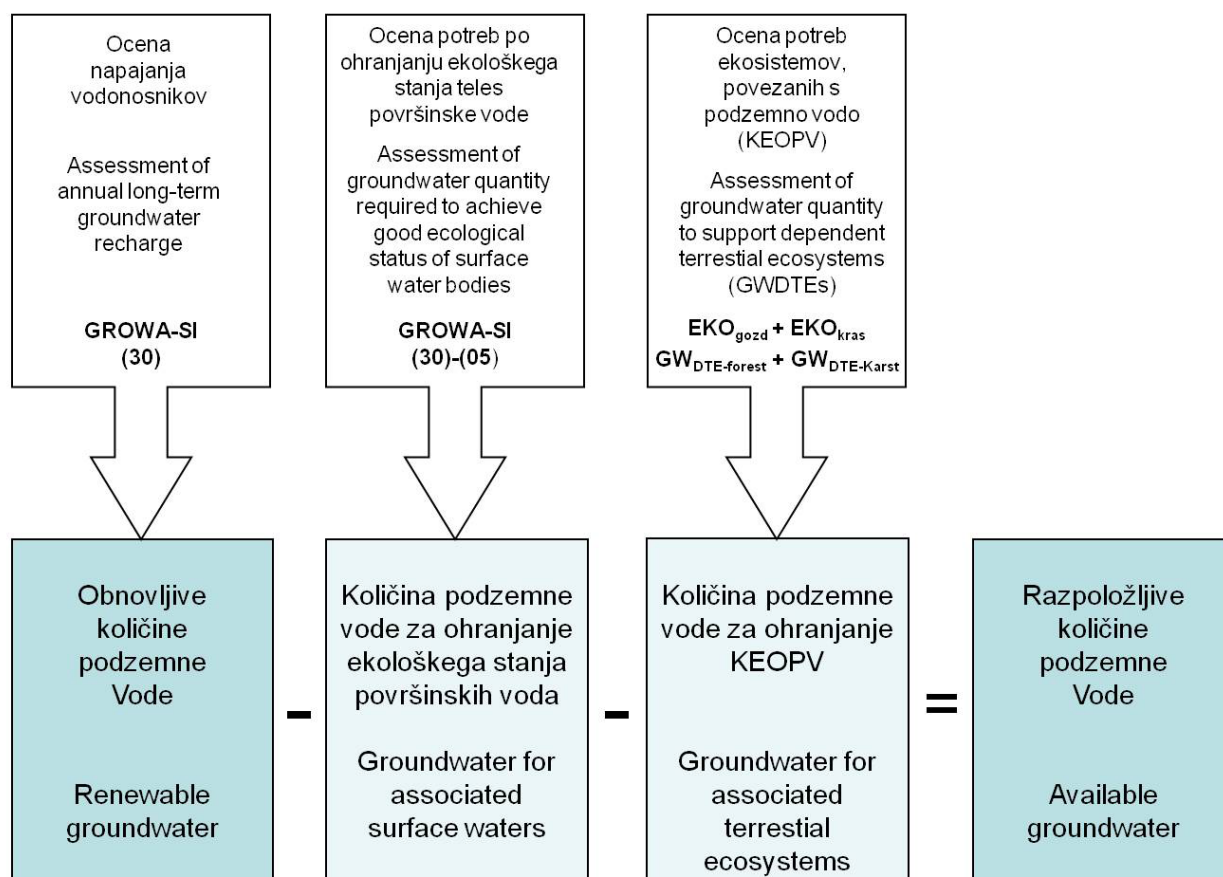 Ocena
napajanja
vodonosnikov
Assessment of
annual long-term
groundwater
recharge
GROWA-SI
(30)
Ocena potreb po
ohranjanju ekološkega
stanja teles
površinske vode
Assessment of
groundwater quantity
required to achieve
good ecological
status of surface
water bodies
GROWA-SI
(30)-(05)
Ocena potreb
ekosistemov,
povezanih s
podzemno vodo
(KEOPV)
Assessment of
groundwater quantity
to support dependent
terrestial ecosystems
(GWDTEs)
EKOgozd + EKOkras
GWDTE-forest + GWDTE-Karst
Obnovljive
količine
podzemne
Vode
Renewable
groundwater
-
Količina podzemne
vode za ohranjanje
ekološkega stanja
površinskih voda
Groundwater for
associated
surface waters
-
Količina podzemne
vode za ohranjanje
KEOPV
Groundwater for
associated
terrestial
ecosystems
=
Razpoložljive
količine
podzemne
Vode
Available
groundwater